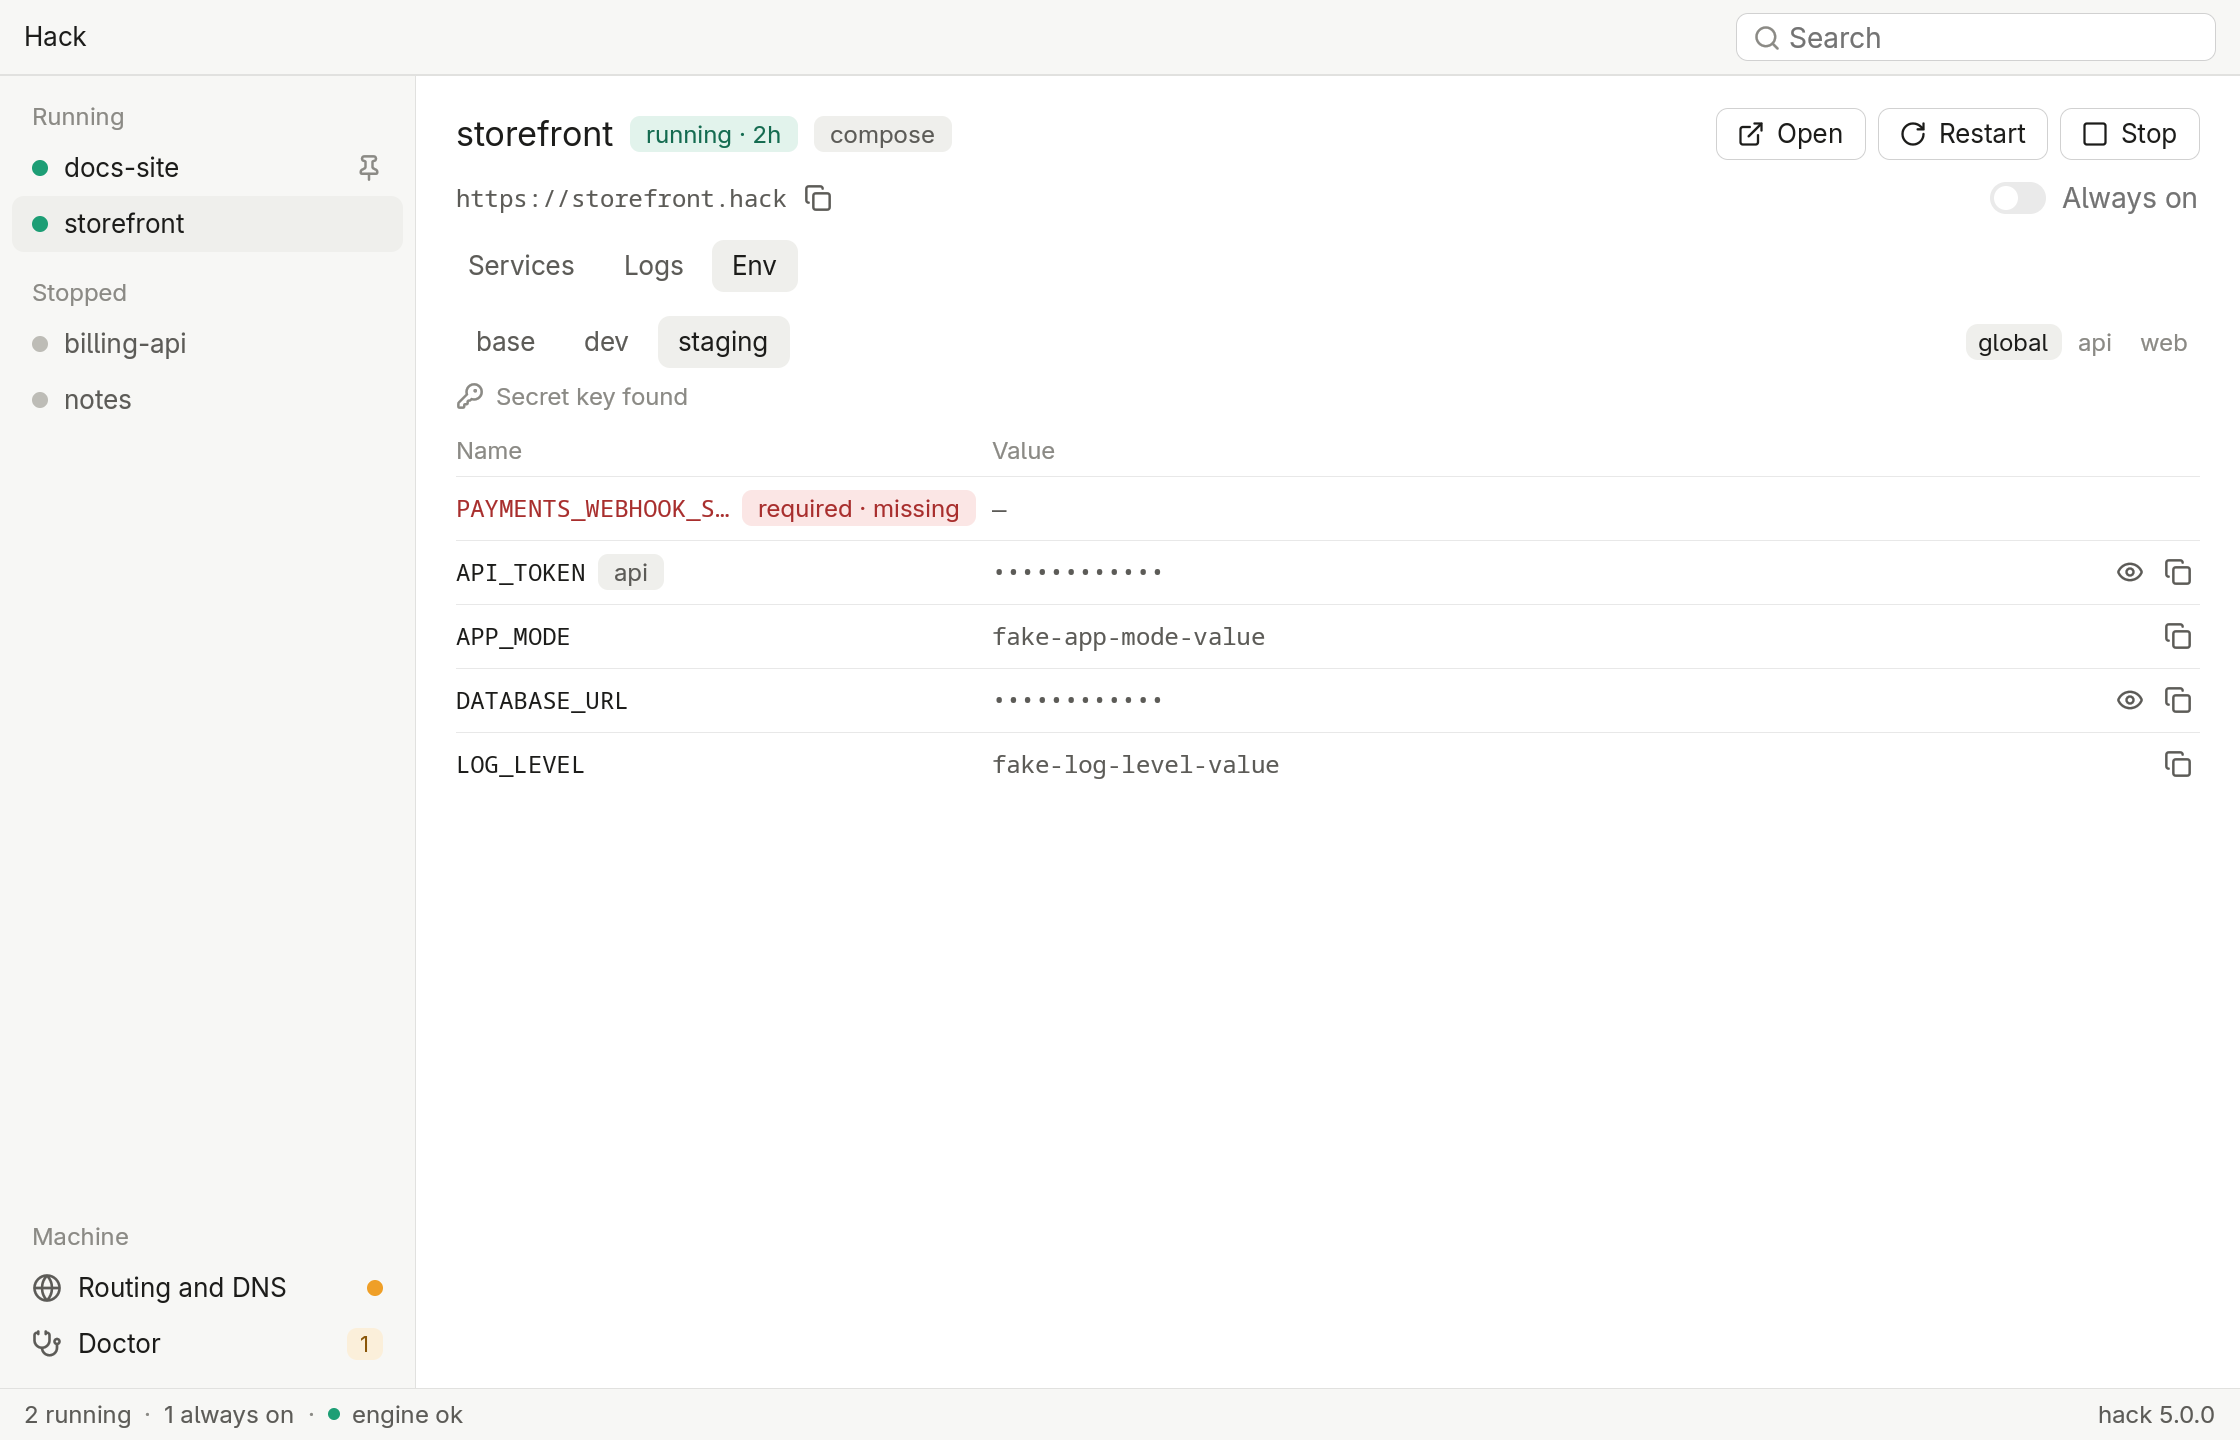 Hack
Search
Running
docs-site
storefront
Stopped
billing-api
notes
Machine
Routing and DNS
Doctor 1
storefront running · 2h compose
Open Restart Stop
https://storefront.hack
Always on
Services Logs Env
base dev staging
global api web
Secret key found
Name Value
PAYMENTS_WEBHOOK_S… required · missing —
API_TOKEN api ••••••••••••
APP_MODE fake-app-mode-value
DATABASE_URL ••••••••••••
LOG_LEVEL fake-log-level-value
2 running · 1 always on · engine ok
hack 5.0.0